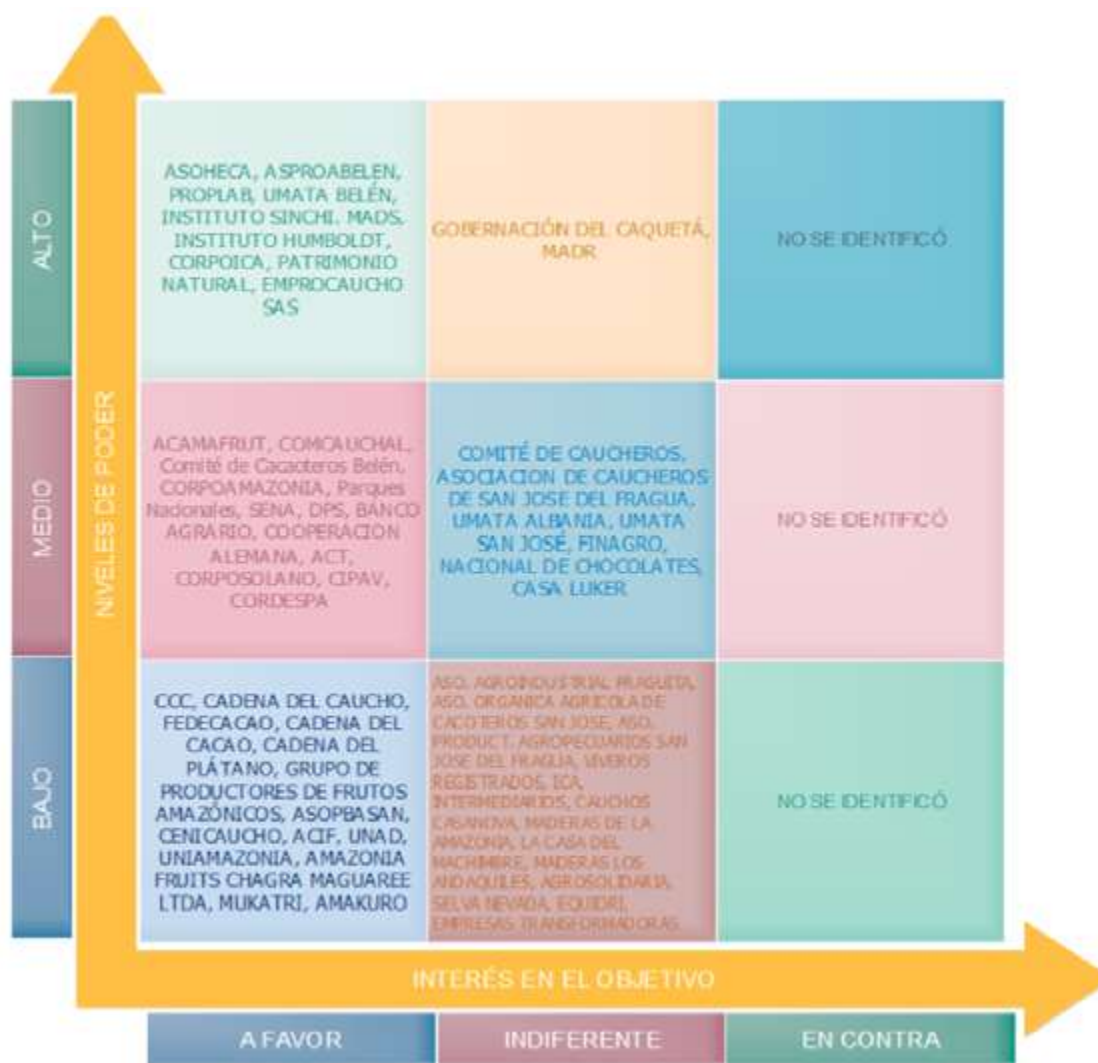 ALTO
ASOHECA, ASPROABELEN,
PROPLAB, UMATA BELÉN,
INSTITUTO SINCHI. MADS,
INSTITUTO HUMBOLDT,
CORPOICA, PATRIMONIO
NATURAL, EMPROCAUCHO
SAS
GOBERNACIÓN DEL CAQUETÁ,
MADR
NO SE IDENTIFICÓ
NIVELES DE PODER
MEDIO
ACAMAFRUT, COMCAUCHAL,
Comité de Cacaoteros Belén,
CORPOAMAZONIA, Parques
Nacionales, SENA, DPS, BANCO
AGRARIO, COOPERACION
ALEMANA, ACT,
CORPOSOLANO, CIPAV,
CORDESPA
COMITÉ DE CAUCHEROS,
ASOCIACION DE CAUCHEROS
DE SAN JOSE DEL FRAGUA,
UMATA ALBANIA, UMATA
SAN JOSÉ, FINAGRO,
NACIONAL DE CHOCOLATES,
CASA LUKER
NO SE IDENTIFICÓ
BAJO
CCC, CADENA DEL CAUCHO,
FEDECACAO, CADENA DEL
CACAO, CADENA DEL
PLÁTANO, GRUPO DE
PRODUCTORES DE FRUTOS
AMAZÓNICOS, ASOPBASAN,
CENICAUCHO, ACIF, UNAD,
UNIAMAZONIA, AMAZONIA
FRUITS CHAGRA MAGUAREE
LTDA, MUKATRI, AMAKURO
ASO. AGROINDUSTRIAL FRAGUITA,
ASO. ORGANICA AGRICOLA DE
CACOTEROS SAN JOSE, ASO.
PRODUCT. AGROPECUARIOS SAN
JOSE DEL FRAGUA, VIVEROS
REGISTRADOS, ICA,
INTERMEDIARIOS, CAUCHOS
CASANOVA, MADERAS DE LA
AMAZONIA, LA CASA DEL
MACHIMBRE, MADERAS LOS
ANDAQUILES, AGROSOLIDARIA,
SELVA NEVADA, EQUIDRI,
EMPRESAS TRANSFORMADORAS
NO SE IDENTIFICÓ
INTERÉS EN EL OBJETIVO
A FAVOR
INDIFERENTE
EN CONTRA